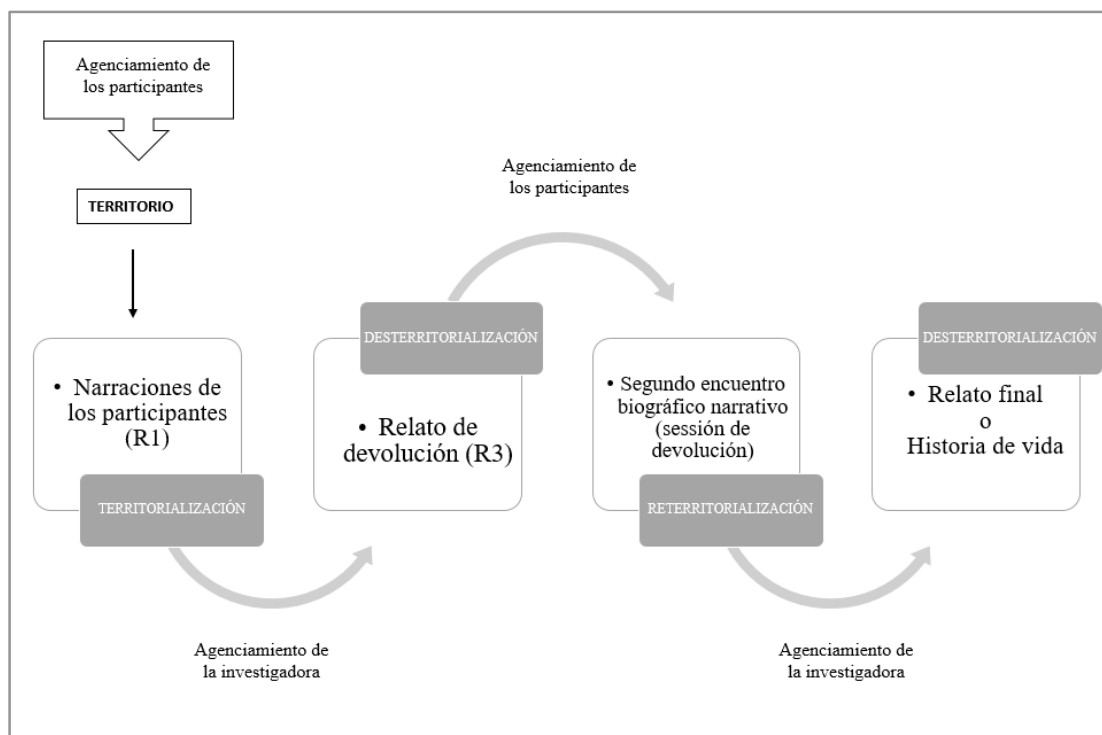 Agenciamiento de
los participantes
TERRITORIO
Agenciamiento de
los participantes
• Narraciones de
los participantes
(R1)
TERRITORIALIZACIÓN
DESTERRITORIALIZACIÓN
• Relato de
devolución (R3)
• Segundo encuentro
biográfico narrativo
(sessión de
devolución)
RETERRITORIALIZACIÓN
DESTERRITORIALIZACIÓN
• Relato final
o
Historia de vida
Agenciamiento de
la investigadora
Agenciamiento de
la investigadora